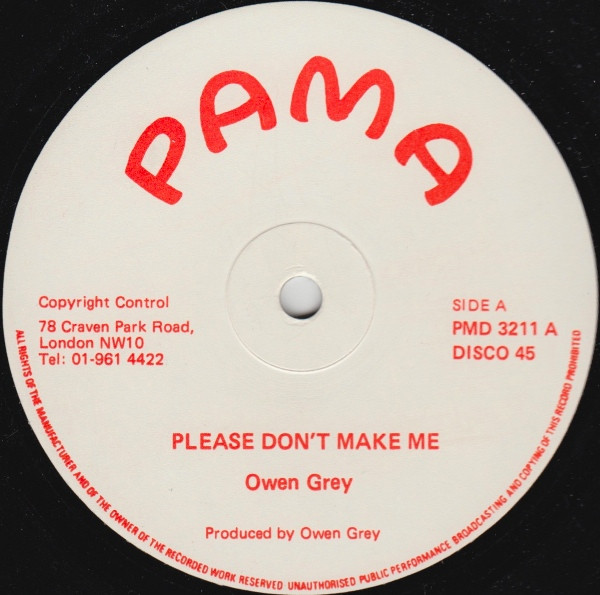 PAMA
Copyright Control
78 Craven Park Road,
London NW10
Tel: 01-961 4422
SIDE A
PMD 3211 A
DISCO 45
PLEASE DON'T MAKE ME
Owen Grey
Produced by Owen Grey
ALL RIGHTS OF THE MANUFACTURER AND OF THE OWNER OF THE RECORDED WORK RESERVED UNAUTHORISED PUBLIC PERFORMANCE BROADCASTING AND COPYING OF THIS RECORD PROHIBITED